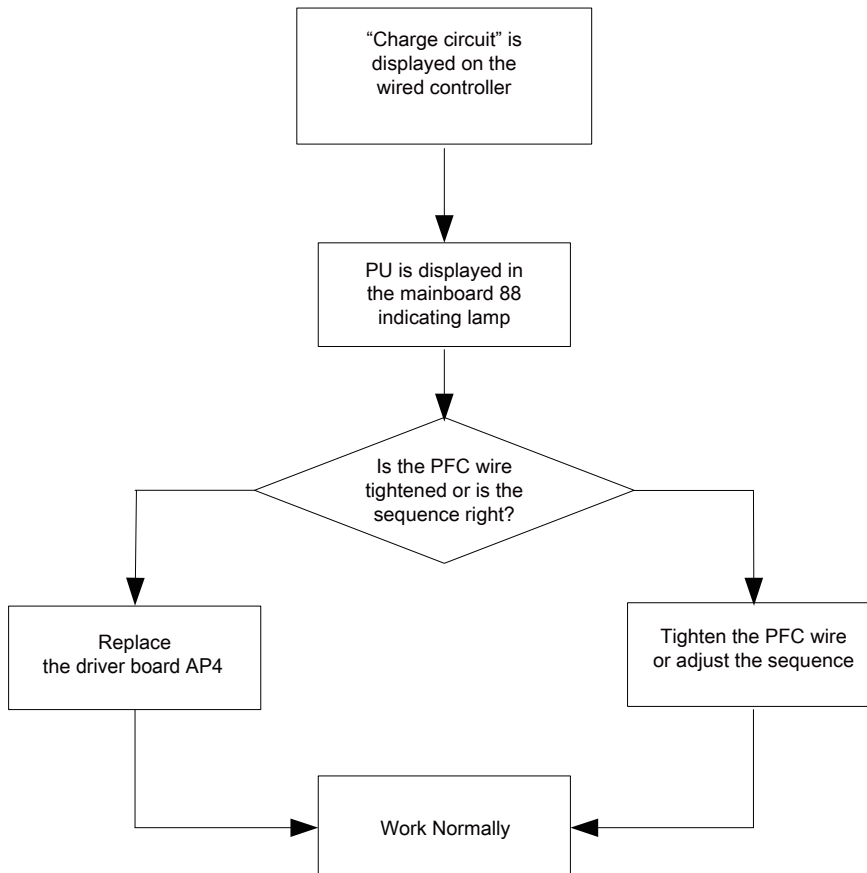 “Charge circuit” is
displayed on the
wired controller
PU is displayed in
the mainboard 88
indicating lamp
Is the PFC wire
tightened or is the
sequence right?
Replace
the driver board AP4
Tighten the PFC wire
or adjust the sequence
Work Normally